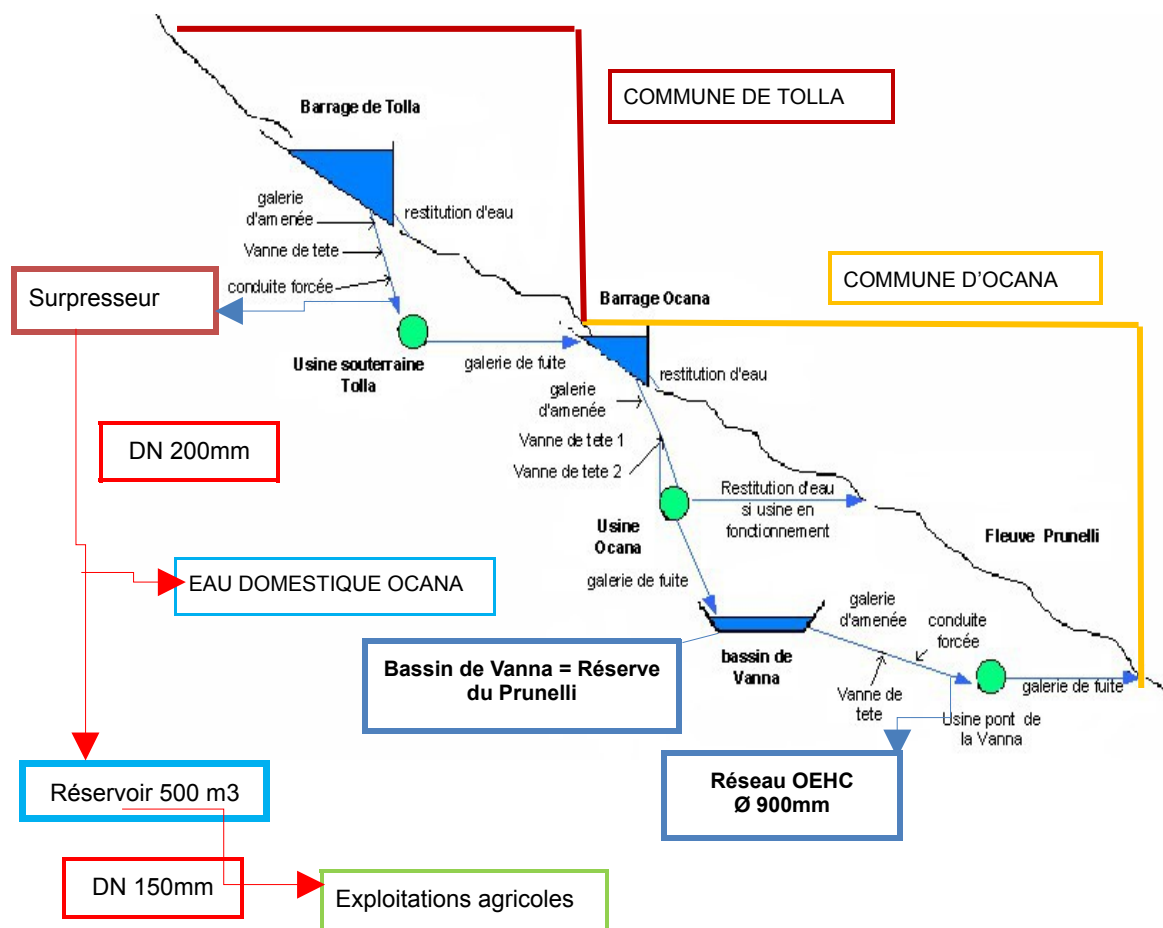 COMMUNE DE TOLLA
Barrage de Tolla
galerie
d'amenée
restitution d'eau
Vanne de tete
conduite forcée
Surpresseur
COMMUNE D'OCANA
Barrage Ocana
Usine souterraine
Tolla
galerie de fuite
restitution d'eau
galerie
d'amenée
DN 200mm
Vanne de tete 1
Vanne de tete 2
Restitution d'eau
si usine en
fonctionnement
Usine
Ocana
Fleuve Prunelli
EAU DOMESTIQUE OCANA
galerie de fuite
galerie
d'amenée
conduite
forcée
Bassin de Vanna = Réserve
du Prunelli
bassin de
Vanna
Vanne de
tete
galerie de fuite
Usine pont de
la Vanna
Réservoir 500 m3
Réseau OEHC
Ø 900mm
DN 150mm
Exploitations agricoles